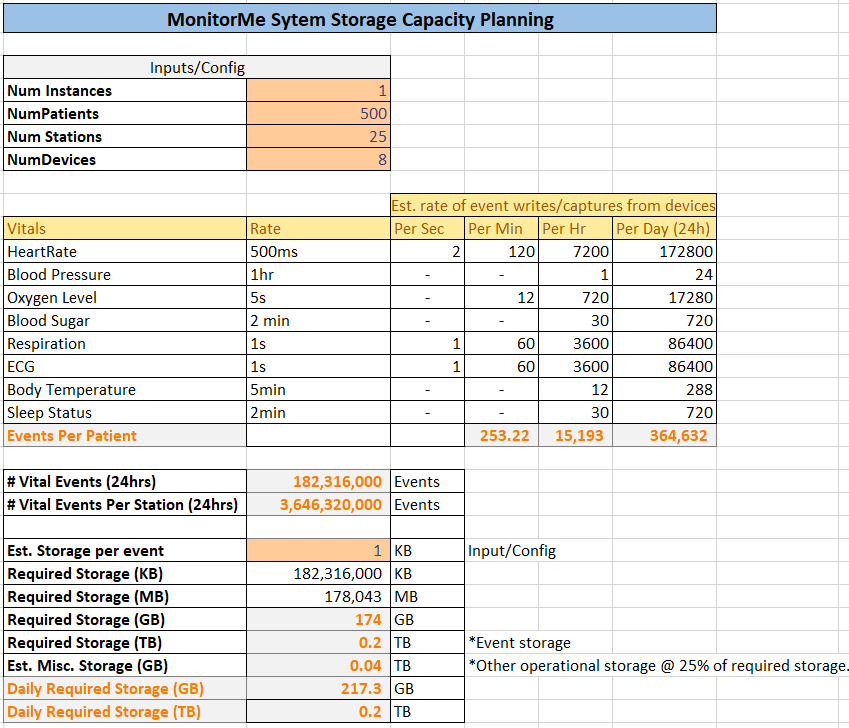 MonitorMe Sytem Storage Capacity Planning
Inputs/Config
Num Instances 1
NumPatients 500
Num Stations 25
NumDevices 8
Est. rate of event writes/captures from devices
Vitals Rate Per Sec Per Min Per Hr Per Day (24h)
HeartRate 500ms 2 120 7200 172800
Blood Pressure 1hr - - 1 24
Oxygen Level 5s - 12 720 17280
Blood Sugar 2 min - - 30 720
Respiration 1s 1 60 3600 86400
ECG 1s 1 60 3600 86400
Body Temperature 5min - - 12 288
Sleep Status 2min - - 30 720
Events Per Patient 253.22 15,193 364,632
# Vital Events (24hrs) 182,316,000 Events
# Vital Events Per Station (24hrs) 3,646,320,000 Events
Est. Storage per event 1 KB Input/Config
Required Storage (KB) 182,316,000 KB
Required Storage (MB) 178,043 MB
Required Storage (GB) 174 GB
Required Storage (TB) 0.2 TB *Event storage
Est. Misc. Storage (GB) 0.04 TB *Other operational storage @ 25% of required storage.
Daily Required Storage (GB) 217.3 GB
Daily Required Storage (TB) 0.2 TB